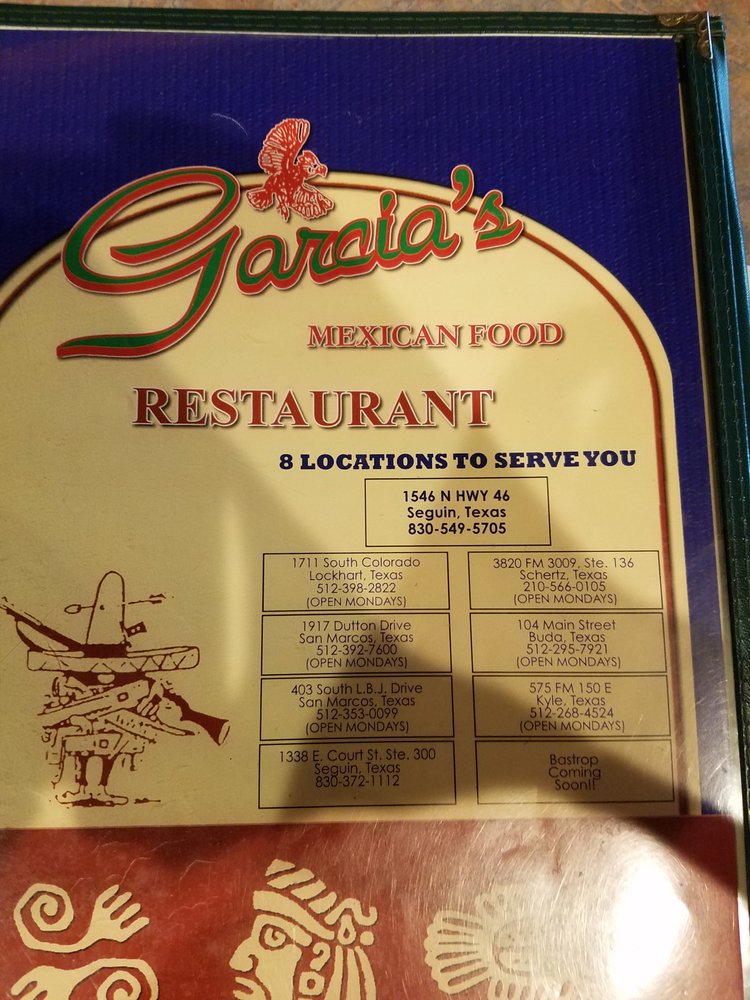 Garcia's
MEXICAN FOOD
RESTAURANT
8 LOCATIONS TO SERVE YOU
1546 N HWY 46
Seguin, Texas
830-549-5705
1711 South Colorado
Lockhart, Texas
512-398-2822
(OPEN MONDAYS)
3820 FM 3009, Ste. 136
Schertz, Texas
210-566-0105
(OPEN MONDAYS)
1917 Dutton Drive
San Marcos, Texas
512-392-7600
(OPEN MONDAYS)
104 Main Street
Buda, Texas
512-295-7921
(OPEN MONDAYS)
403 South L.B.J. Drive
San Marcos, Texas
512-353-0099
(OPEN MONDAYS)
575 FM 150 E
Kyle, Texas
512-268-4524
(OPEN MONDAYS)
1338 E. Court St. Ste. 300
Seguin, Texas
830-372-1112
Bastrop
Coming
Soon!!